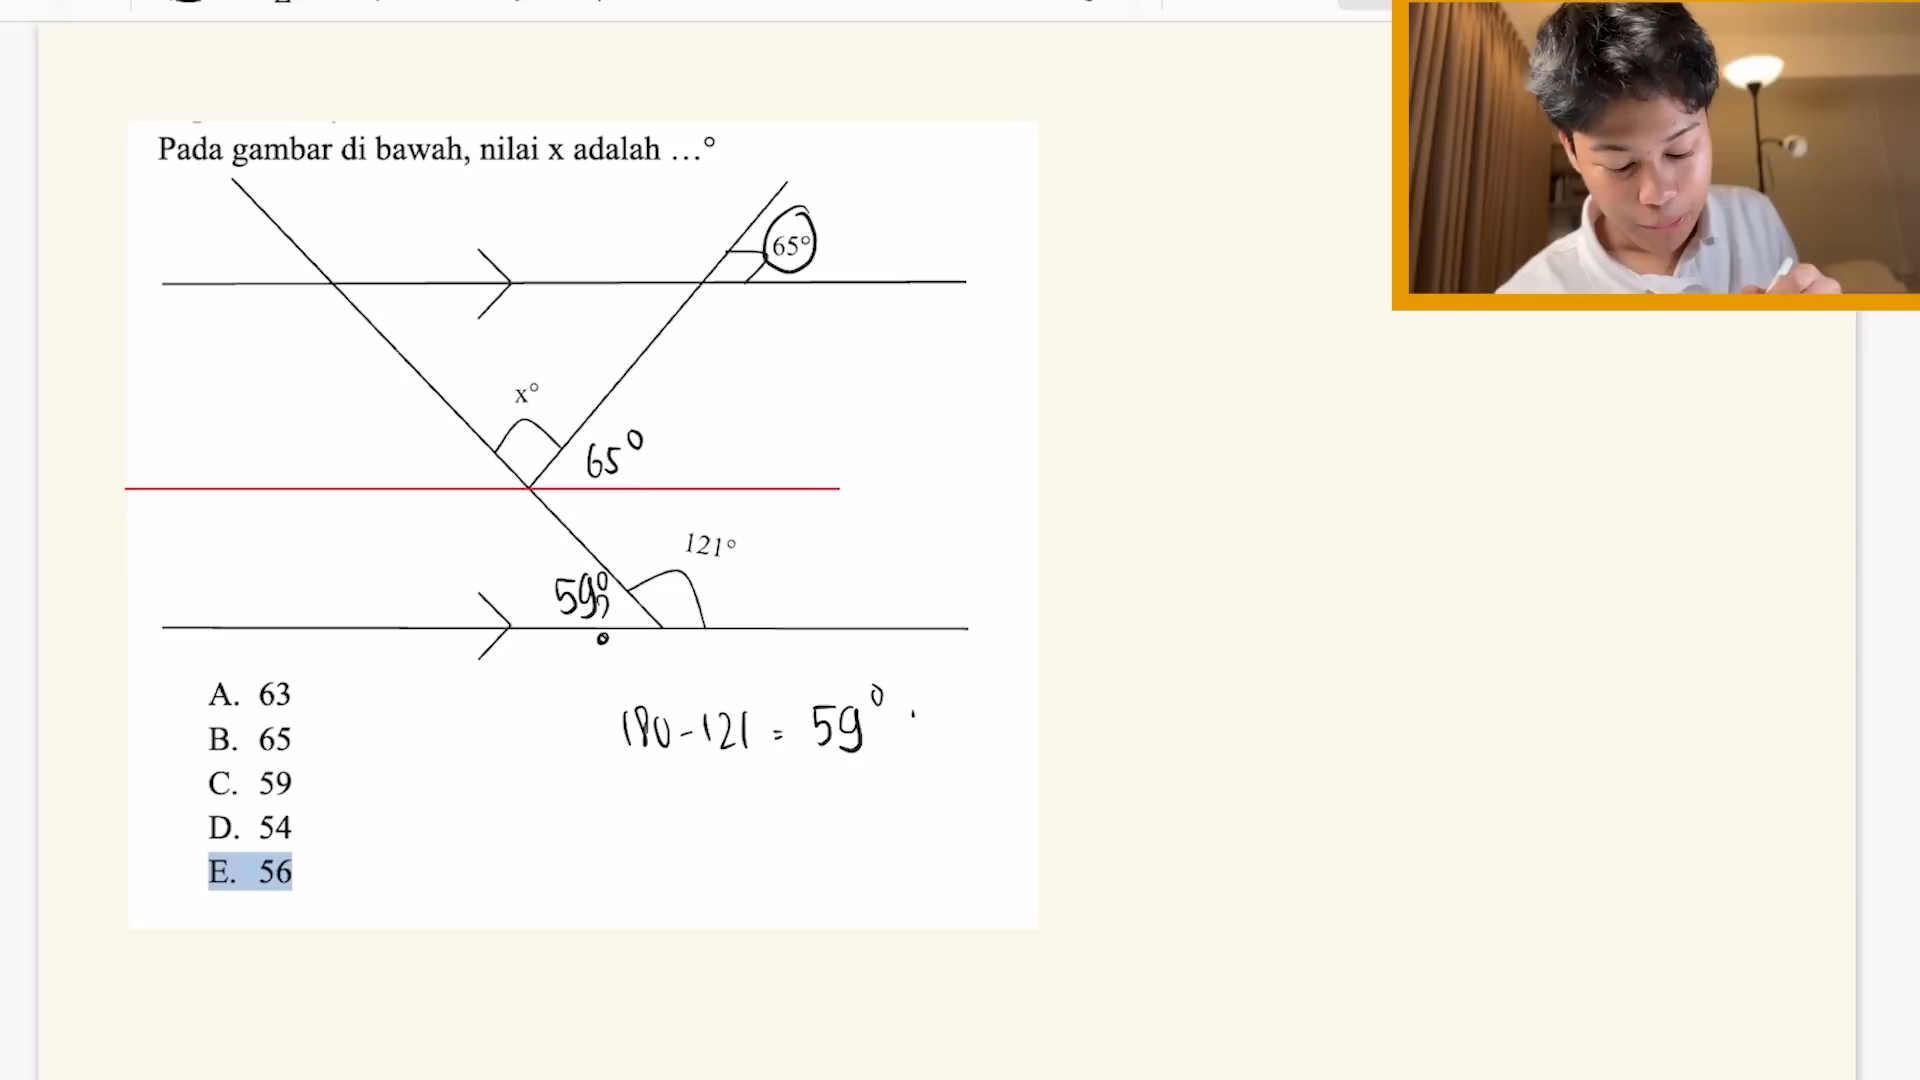 Pada gambar di bawah, nilai x adalah …°
65°
x°
65°
121°
59°
A. 63
180 - 121 = 59°
B. 65
C. 59
D. 54
E. 56